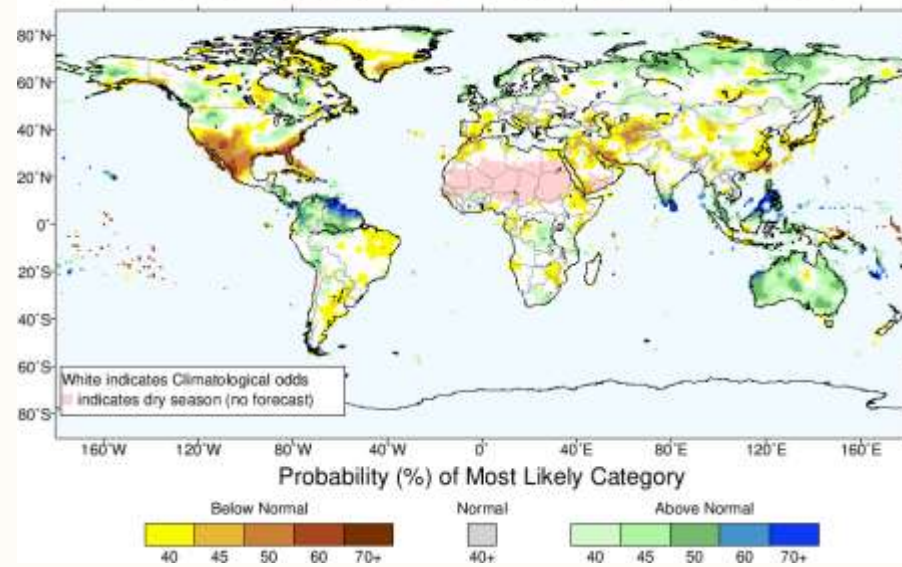 80˚N
60˚N
40˚N
20˚N
0˚
20˚S
40˚S
60˚S
80˚S
White indicates Climatological odds
indicates dry season (no forecast)
160˚W 120˚W 80˚W 40˚W 0˚ 40˚E 80˚E 120˚E 160˚E
Probability (%) of Most Likely Category
Below Normal Normal Above Normal
40 45 50 60 70+ 40+ 40 45 50 60 70+